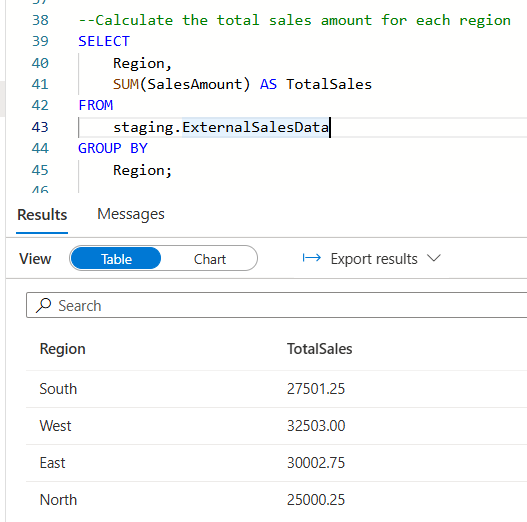 37
38 --Calculate the total sales amount for each region
39 SELECT
40 Region,
41 SUM(SalesAmount) AS TotalSales
42 FROM
43 staging.ExternalSalesData
44 GROUP BY
45 Region;
46
Results Messages
View Table Chart Export results
Search
Region TotalSales
South 27501.25
West 32503.00
East 30002.75
North 25000.25